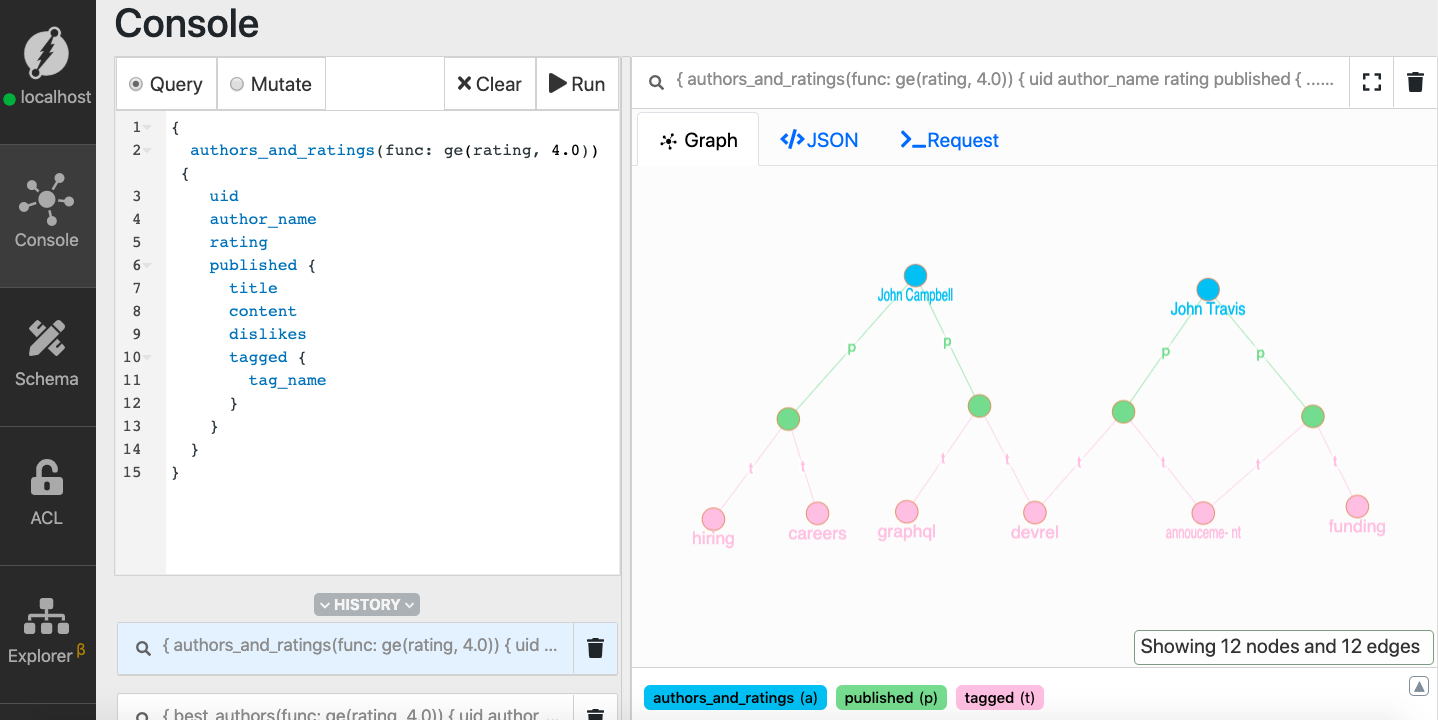 Console
localhost
Console
Schema
ACL
Explorer β
Query
Mutate
Clear
Run
1 {
2 authors_and_ratings(func: ge(rating, 4.0))
{
3 uid
4 author_name
5 rating
6 published {
7 title
8 content
9 dislikes
10 tagged {
11 tag_name
12 }
13 }
14 }
15 }
HISTORY
{ authors_and_ratings(func: ge(rating, 4.0)) { uid ...
{ best_authors(func: ge(rating, 4.0)) { uid author ...
{ authors_and_ratings(func: ge(rating, 4.0)) { uid author_name rating published { ......
Graph
</>JSON
Request
John Campbell
John Travis
p
p
p
p
t
t
t
t
t
t
t
t
hiring
careers
graphql
devrel
annouceme- nt
funding
Showing 12 nodes and 12 edges
authors_and_ratings (a)
published (p)
tagged (t)